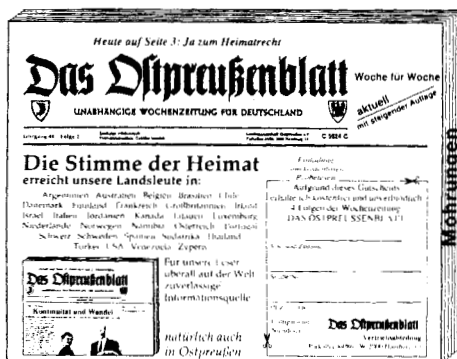 Heute auf Seite 3: Ja zum Heimatrecht
Das Ostpreußenblatt
Woche für Woche
aktuell
mit steigender Auflage
UNABHÄNGIGE WOCHENZEITUNG FÜR DEUTSCHLAND
Die Stimme der Heimat
erreicht unsere Landsleute in:
Argentinien Australien Belgien Brasilien Chile
Dänemark Finnland Frankreich Großbritannien Irland
Israel Italien Jordanien Kanada Litauen Luxemburg
Niederlande Norwegen Namibia Österreich Portugal
Schweiz Schweden Spanien Südafrika Thailand
Türkei USA Venezuela Zypern
Für unsere Leser
überall auf der Welt
zuverlässige
Informationsquelle
natürlich auch
in Ostpreußen
Das Ostpreußenblatt
Kontinuität und Wandel
Aufgrund dieses Gutscheins
erhalte ich kostenlos und unverbindlich
4 Folgen der Wochenzeitung
DAS OSTPREUSSENBLATT
Das Ostpreußenblatt
Vertriebsabteilung
Mohrungen